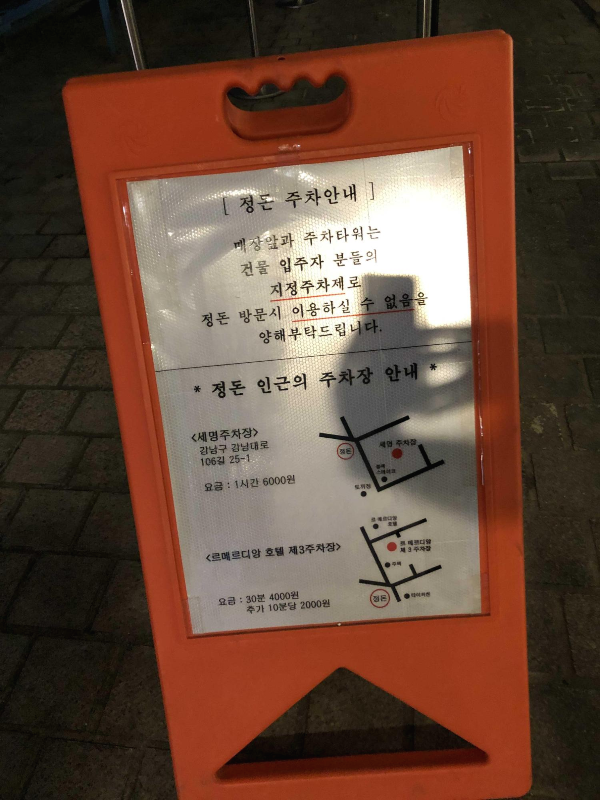 [ 정돈 주차안내 ]
매장앞과 주차타워는
건물 입주자 분들의
지정주차제로
정돈 방문시 이용하실 수 없음을
양해부탁드립니다.
* 정돈 인근의 주차장 안내 *
<세명주차장>
강남구 강남대로
106길 25-1
요금 : 1시간 6000원
세명 주차장
정돈
<르메르디앙 호텔 제3주차장>
요금 : 30분 4000원
추가 10분당 2000원
르 메르디앙
호텔
르 메르디앙
제 3 주차장
정돈